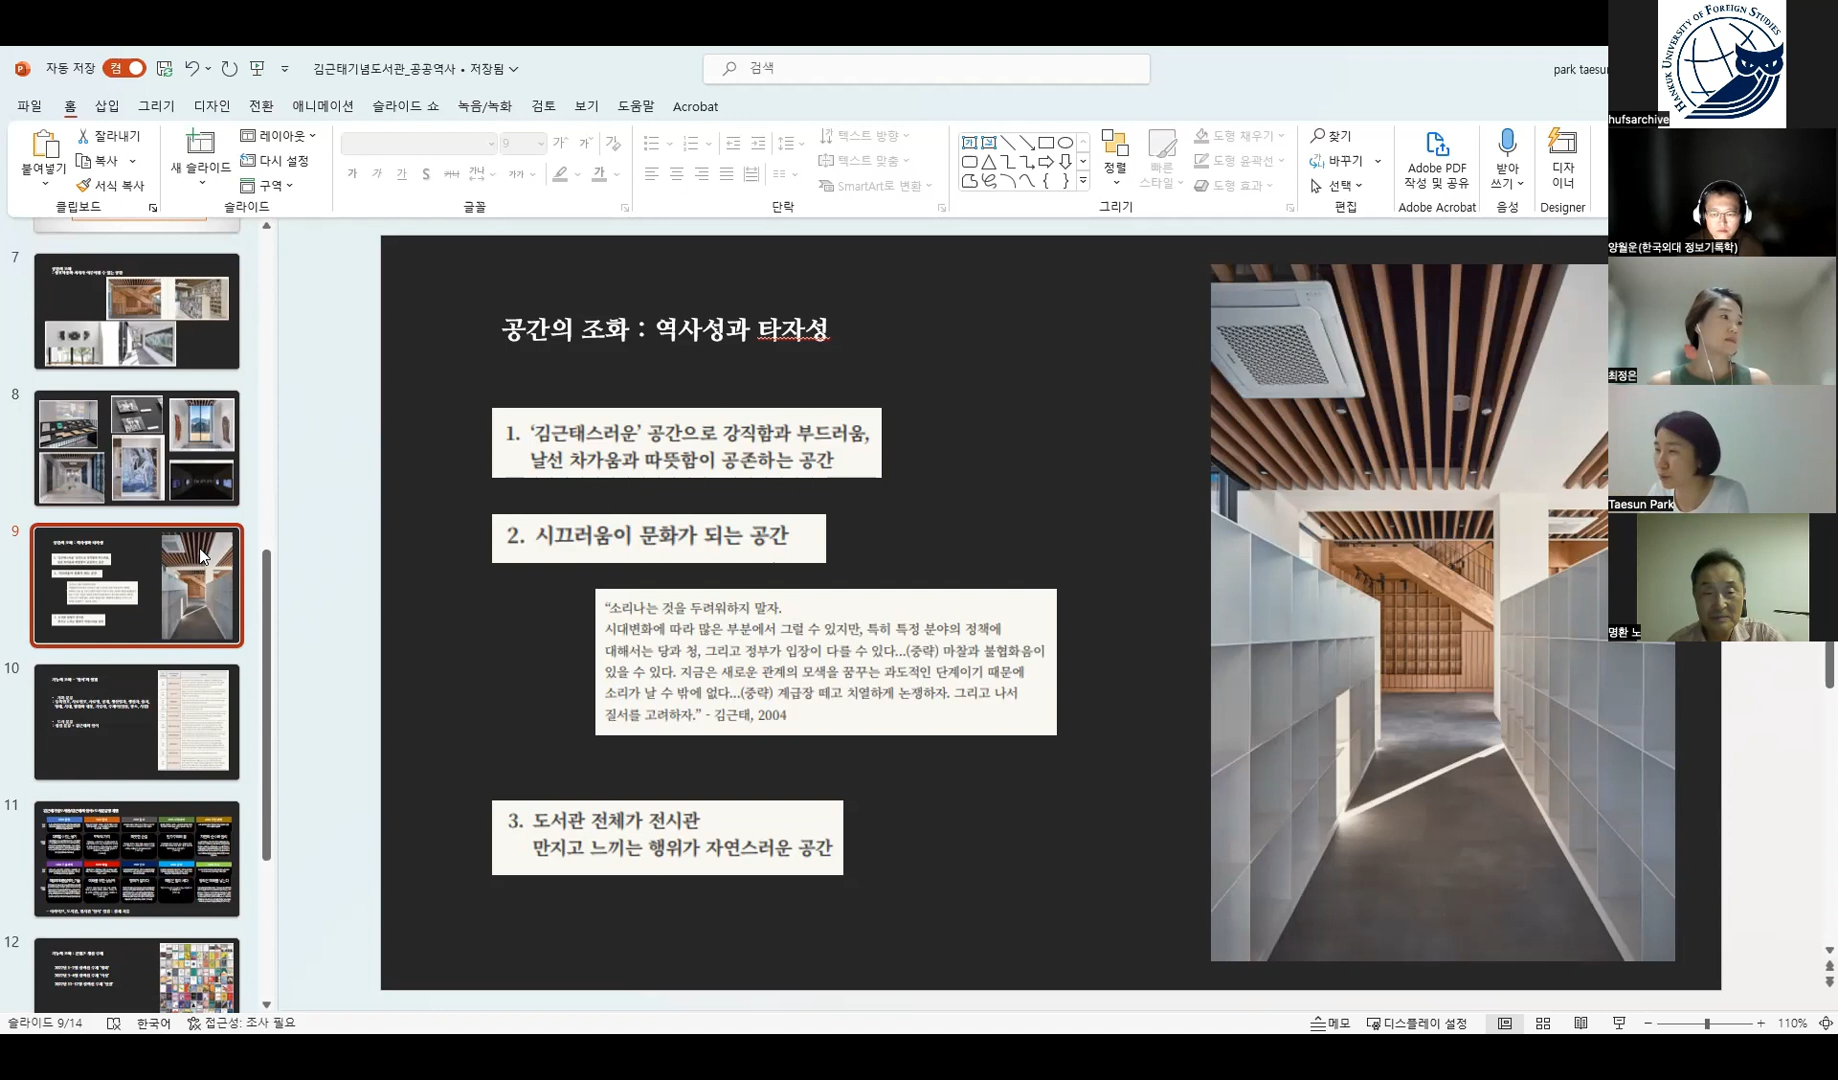 자동 저장
켬
김근태기념도서관_공공역사 • 저장됨
검색
park taesun
파일
홈
삽입
그리기
디자인
전환
애니메이션
슬라이드 쇼
녹음/녹화
검토
보기
도움말
Acrobat
붙여넣기
잘라내기
복사
서식 복사
클립보드
새 슬라이드
레이아웃
다시 설정
구역
슬라이드
9
글꼴
텍스트 방향
텍스트 맞춤
SmartArt로 변환
단락
정렬
빠른
스타일
도형 채우기
도형 윤곽선
도형 효과
그리기
찾기
바꾸기
선택
편집
Adobe PDF
작성 및 공유
Adobe Acrobat
받아
쓰기
음성
디자
이너
Designer
7
8
9
10
11
12
공간의 조화 : 역사성과 타자성
1. ‘김근태스러운’ 공간으로 강직함과 부드러움,
날선 차가움과 따뜻함이 공존하는 공간
2. 시끄러움이 문화가 되는 공간
“소리나는 것을 두려워하지 말자.
시대변화에 따라 많은 부분에서 그럴 수 있지만, 특히 특정 분야의 정책에
대해서는 당과 청, 그리고 정부가 입장이 다를 수 있다...(중략) 마찰과 불협화음이
있을 수 있다. 지금은 새로운 관계의 모색을 꿈꾸는 과도적인 단계이기 때문에
소리가 날 수 밖에 없다...(중략) 계급장 떼고 치열하게 논쟁하자. 그리고 나서
질서를 고려하자.” - 김근태, 2004
3. 도서관 전체가 전시관
만지고 느끼는 행위가 자연스러운 공간
HANKUK UNIVERSITY OF FOREIGN STUDIES
hufsarchive
양월운(한국외대 정보기록학)
최정은
Taesun Park
명환 노
슬라이드 9/14
한국어
접근성: 조사 필요
메모
디스플레이 설정
110%